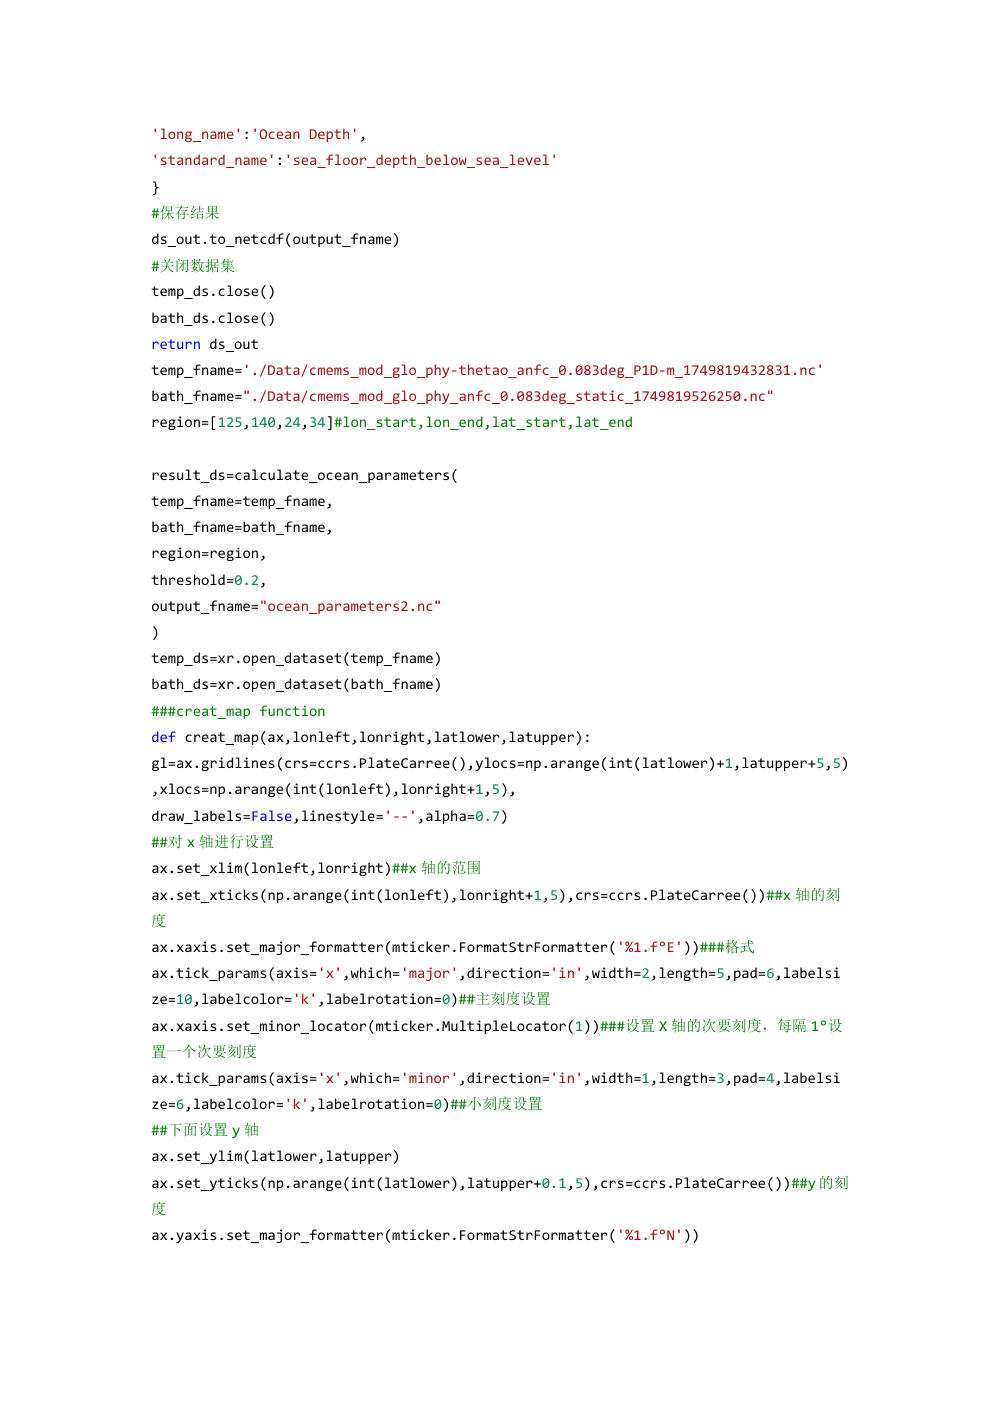 'long_name':'Ocean Depth',
'standard_name':'sea_floor_depth_below_sea_level'
}
#保存结果
ds_out.to_netcdf(output_fname)
#关闭数据集
temp_ds.close()
bath_ds.close()
return ds_out
temp_fname='./Data/cmems_mod_glo_phy-thetao_anfc_0.083deg_P1D-m_1749819432831.nc'
bath_fname="./Data/cmems_mod_glo_phy_anfc_0.083deg_static_1749819526250.nc"
region=[125,140,24,34]#lon_start,lon_end,lat_start,lat_end
result_ds=calculate_ocean_parameters(
temp_fname=temp_fname,
bath_fname=bath_fname,
region=region,
threshold=0.2,
output_fname="ocean_parameters2.nc"
)
temp_ds=xr.open_dataset(temp_fname)
bath_ds=xr.open_dataset(bath_fname)
###creat_map function
def creat_map(ax,lonleft,lonright,latlower,latupper):
gl=ax.gridlines(crs=ccrs.PlateCarree(),ylocs=np.arange(int(latlower)+1,latupper+5,5)
,xlocs=np.arange(int(lonleft),lonright+1,5),
draw_labels=False,linestyle='--',alpha=0.7)
##对 x 轴进行设置
ax.set_xlim(lonleft,lonright)##x 轴的范围
ax.set_xticks(np.arange(int(lonleft),lonright+1,5),crs=ccrs.PlateCarree())##x 轴的刻
度
ax.xaxis.set_major_formatter(mticker.FormatStrFormatter('%1.f°E'))###格式
ax.tick_params(axis='x',which='major',direction='in',width=2,length=5,pad=6,labelsi
ze=10,labelcolor='k',labelrotation=0)##主刻度设置
ax.xaxis.set_minor_locator(mticker.MultipleLocator(1))###设置 X 轴的次要刻度，每隔 1°设
置一个次要刻度
ax.tick_params(axis='x',which='minor',direction='in',width=1,length=3,pad=4,labelsi
ze=6,labelcolor='k',labelrotation=0)##小刻度设置
##下面设置 y 轴
ax.set_ylim(latlower,latupper)
ax.set_yticks(np.arange(int(latlower),latupper+0.1,5),crs=ccrs.PlateCarree())##y 的刻
度
ax.yaxis.set_major_formatter(mticker.FormatStrFormatter('%1.f°N'))